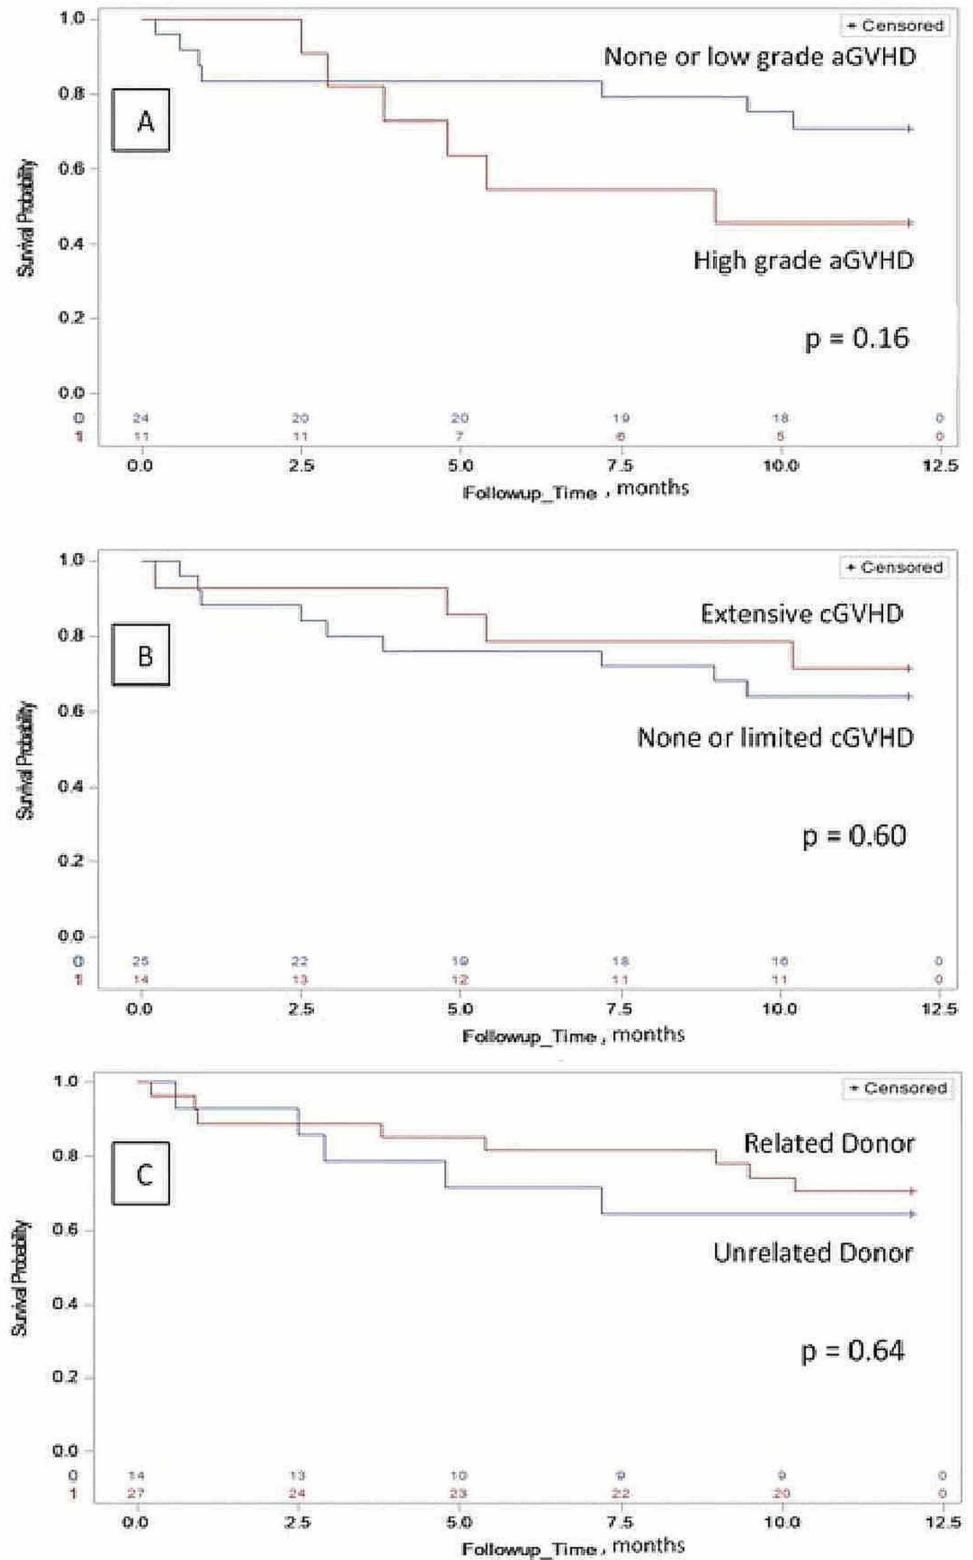 1.0
+ Censored
None or low grade aGVHD
0.8
A
0.6
Survival Probability
0.4
High grade aGVHD
0.2
p = 0.16
0.0
0 24 20 20 19 18 0
1 11 11 7 6 5 0
0.0 2.5 5.0 7.5 10.0 12.5
Followup_Time , months
1.0
+ Censored
Extensive cGVHD
0.8
B
0.6
None or limited cGVHD
Survival Probability
0.4
p = 0.60
0.2
0.0
0 25 22 19 18 16 0
1 14 13 12 11 11 0
0.0 2.5 5.0 7.5 10.0 12.5
Followup_Time , months
1.0
+ Censored
Related Donor
0.8
C
0.6
Unrelated Donor
Survival Probability
0.4
p = 0.64
0.2
0.0
0 14 13 10 9 9 0
1 27 24 23 22 20 0
0.0 2.5 5.0 7.5 10.0 12.5
Followup_Time , months